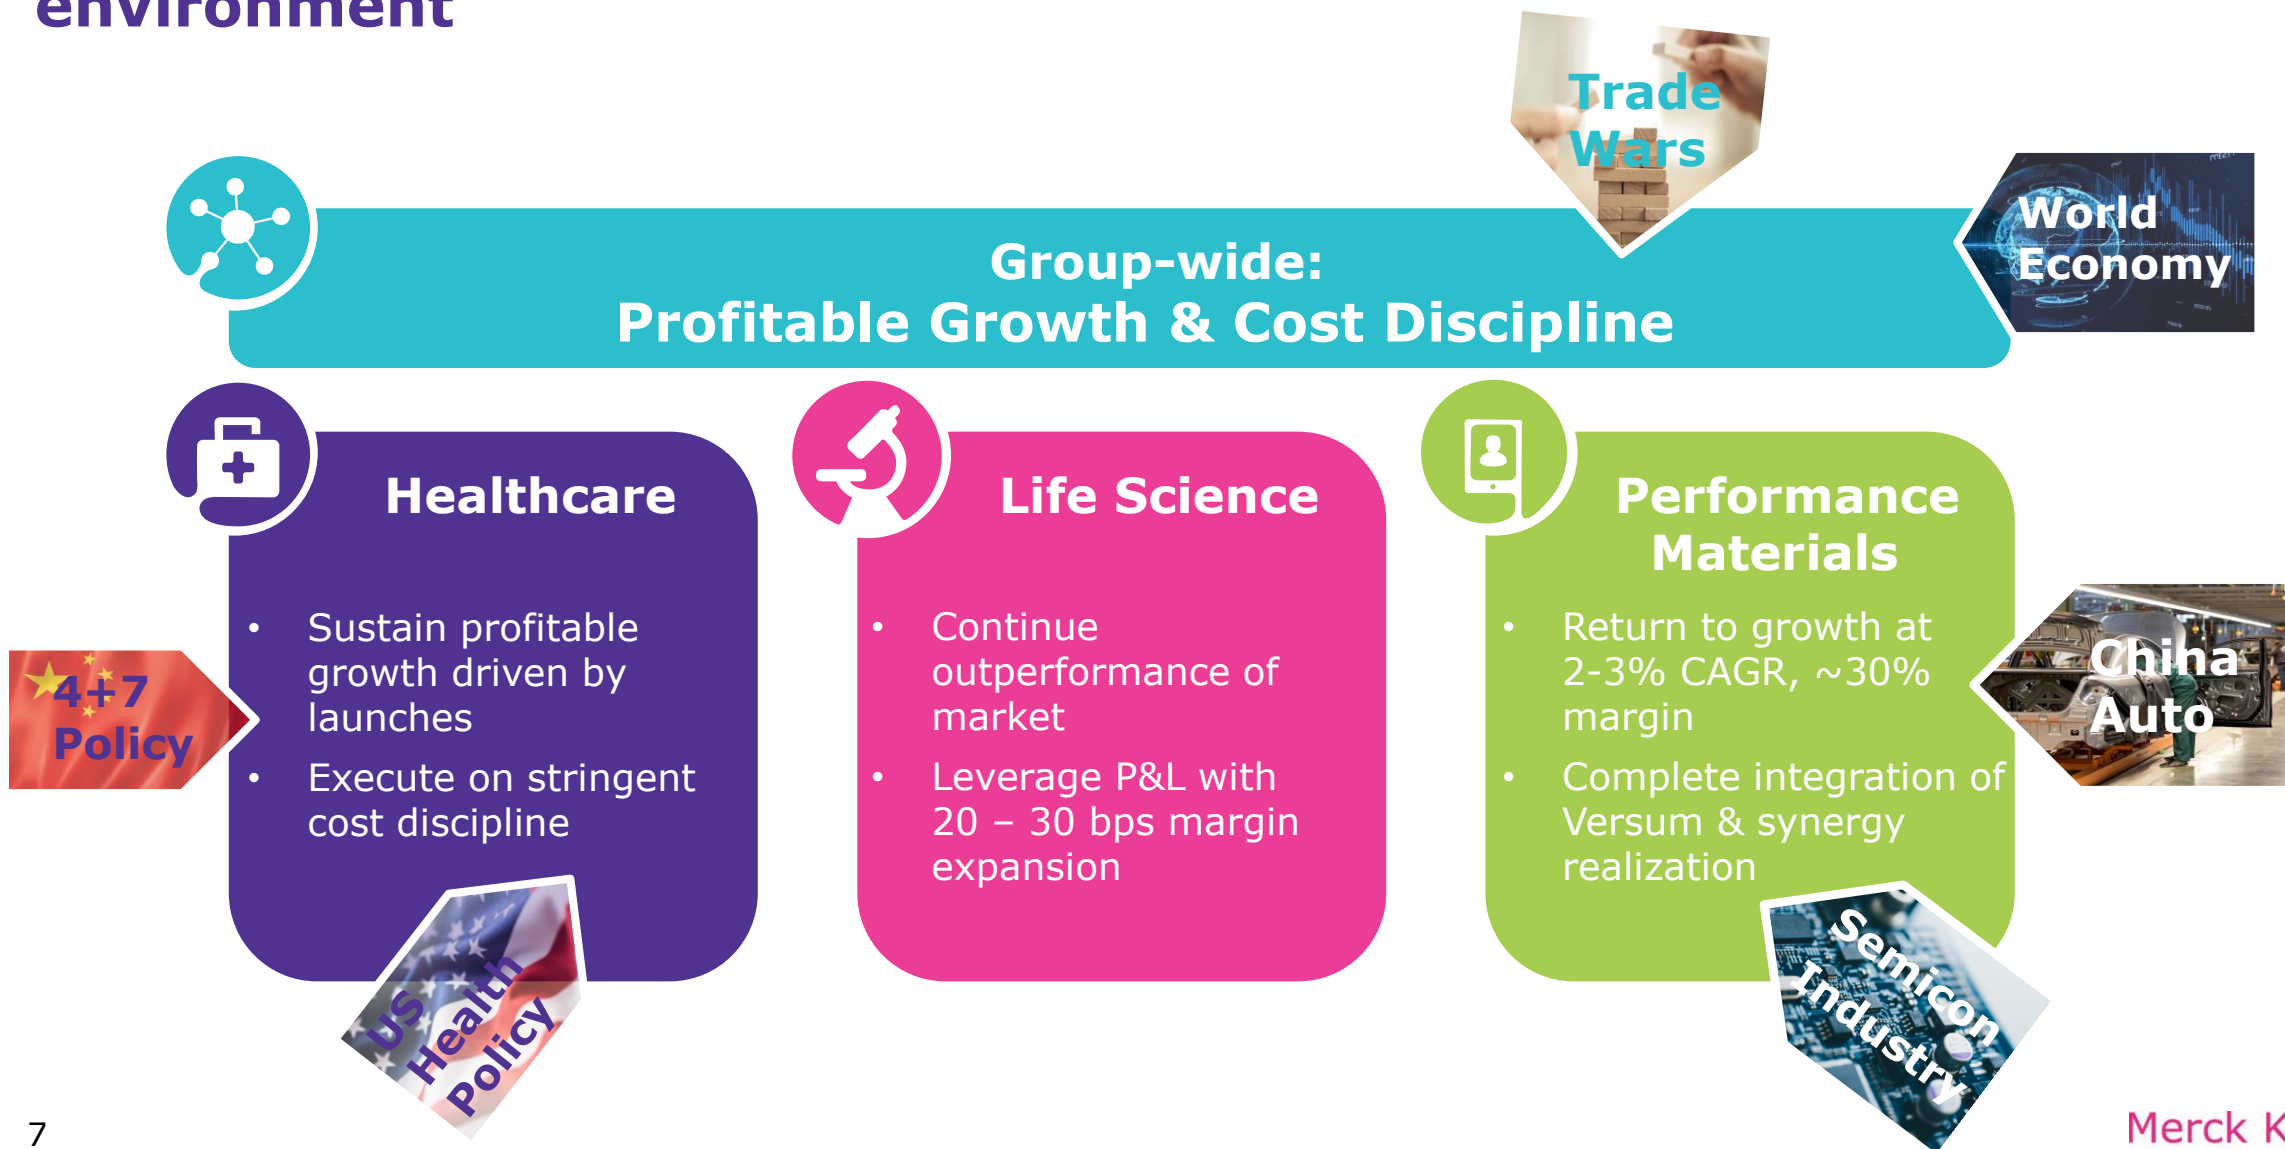 environment
Trade
Wars
World
Economy
Group-wide:
Profitable Growth & Cost Discipline
Healthcare
• Sustain profitable
growth driven by
launches
• Execute on stringent
cost discipline
4+7
Policy
US
Health
Policy
Life Science
• Continue
outperformance of
market
• Leverage P&L with
20 – 30 bps margin
expansion
Performance
Materials
• Return to growth at
2-3% CAGR, ~30%
margin
• Complete integration of
Versum & synergy
realization
China
Auto
Semicon
Industry
7
Merck K